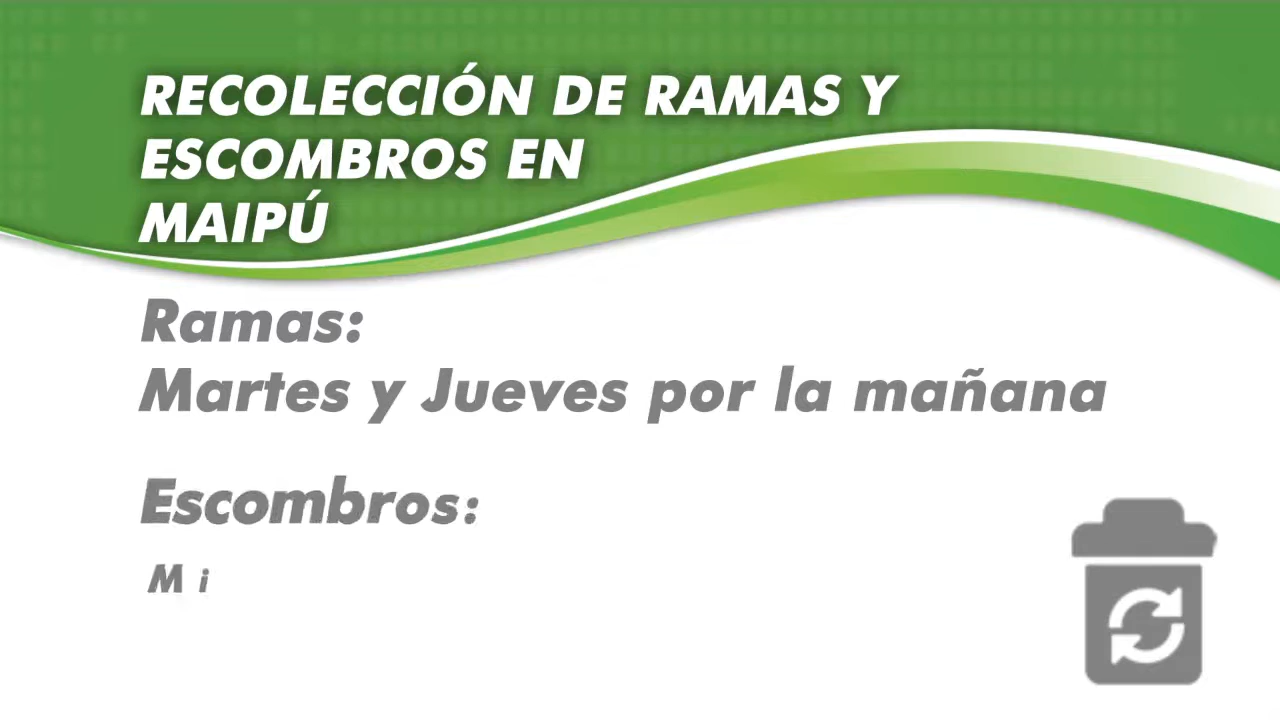 RECOLECCIÓN DE RAMAS Y
ESCOMBROS EN
MAIPÚ
Ramas:
Martes y Jueves por la mañana
Escombros:
M i